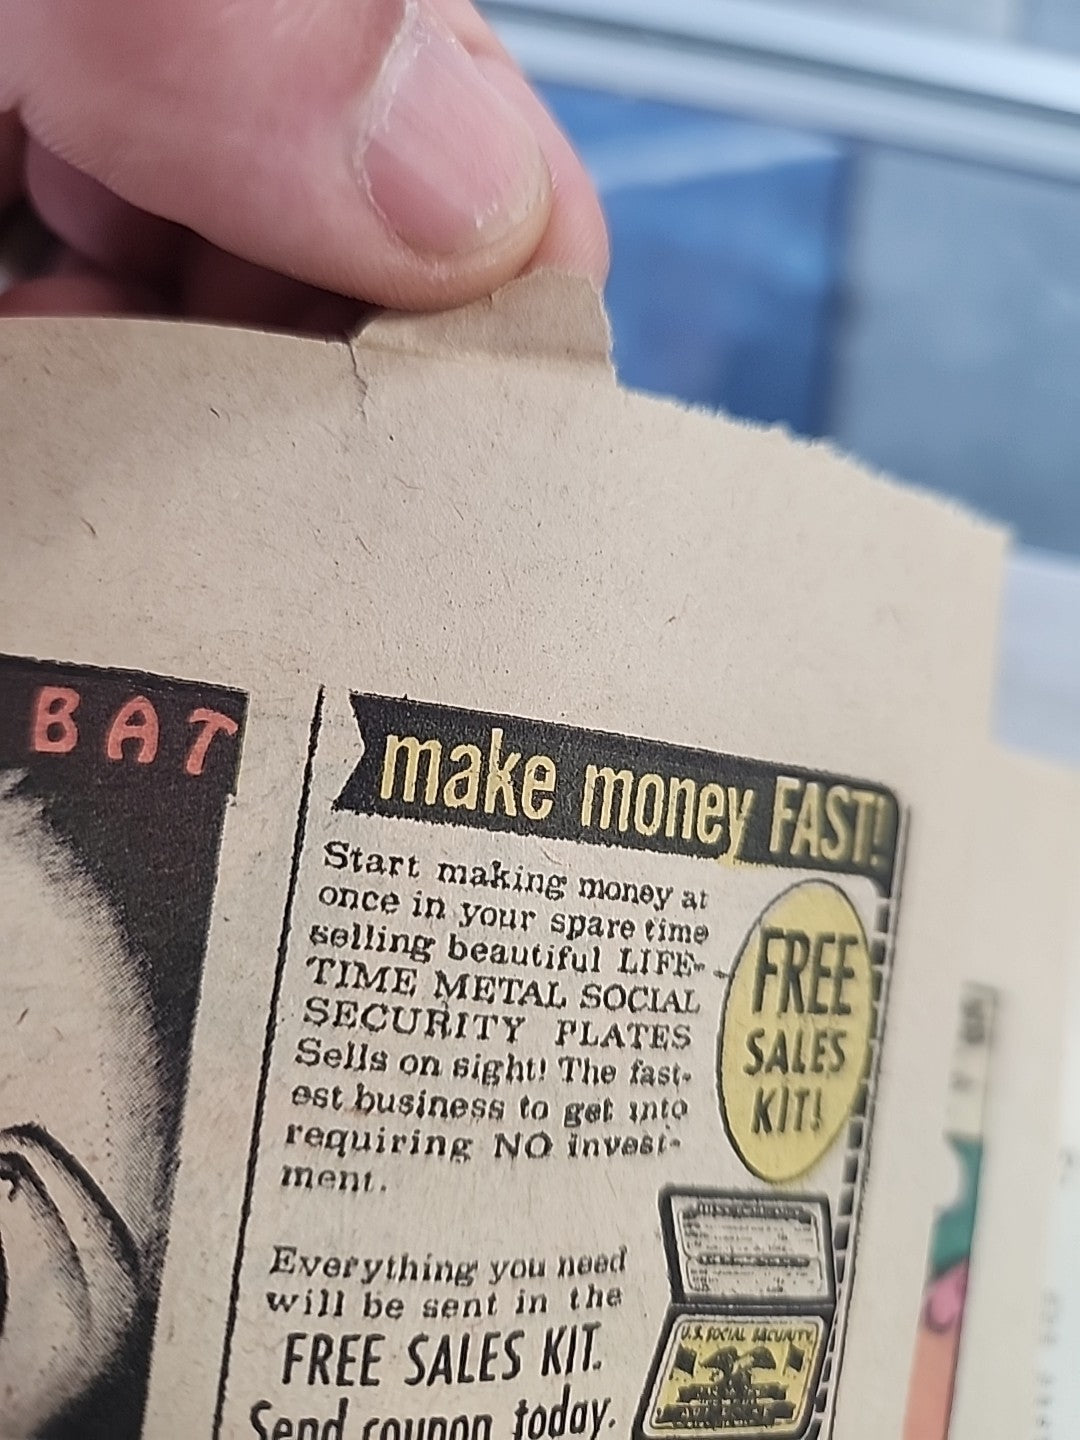 BAT
make money FAST!
Start making money at
once in your spare time
selling beautiful LIFE-
TIME METAL SOCIAL
SECURITY PLATES
Sells on sight! The fast-
est business to get into
requiring NO invest-
ment.
FREE
SALES
KIT!
Everything you need
will be sent in the
FREE SALES KIT.
Send coupon today.
U.S. SOCIAL SECURITY